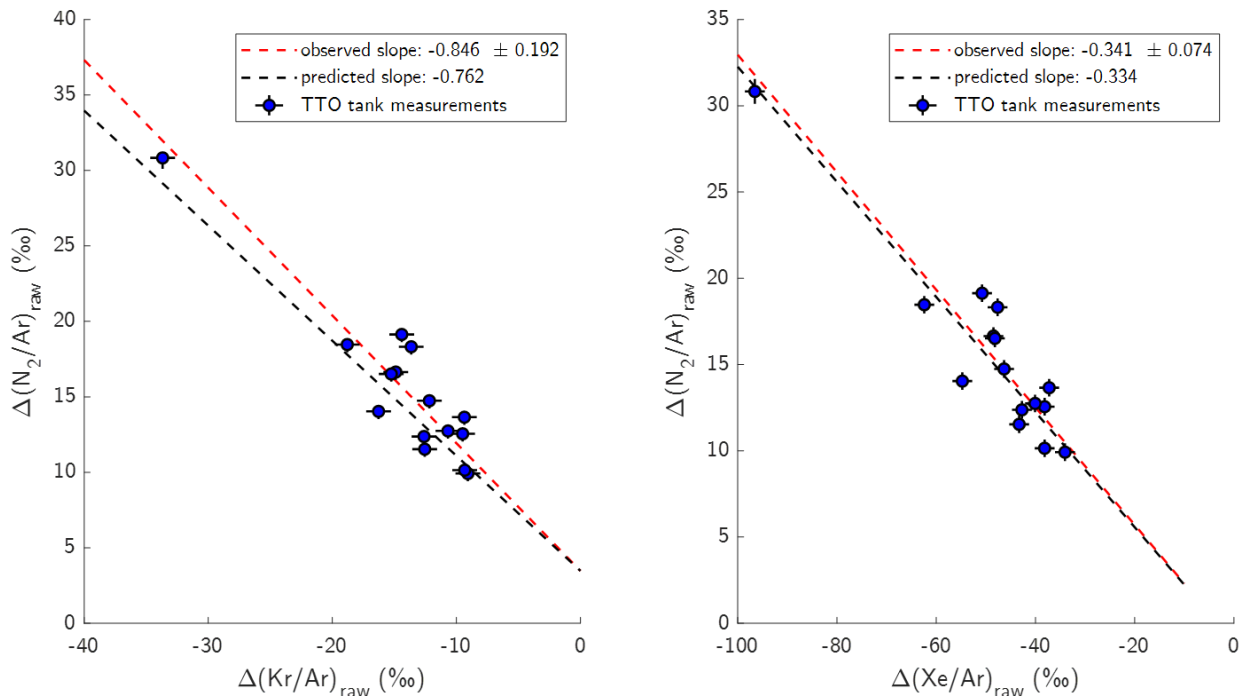 40
35
30
25
20
15
10
5
0
Δ(N2/Ar)raw (‰)
observed slope: -0.846 ± 0.192
predicted slope: -0.762
TTO tank measurements
-40 -30 -20 -10 0
Δ(Kr/Ar)raw (‰)
35
30
25
20
15
10
5
0
Δ(N2/Ar)raw (‰)
observed slope: -0.341 ± 0.074
predicted slope: -0.334
TTO tank measurements
-100 -80 -60 -40 -20 0
Δ(Xe/Ar)raw (‰)